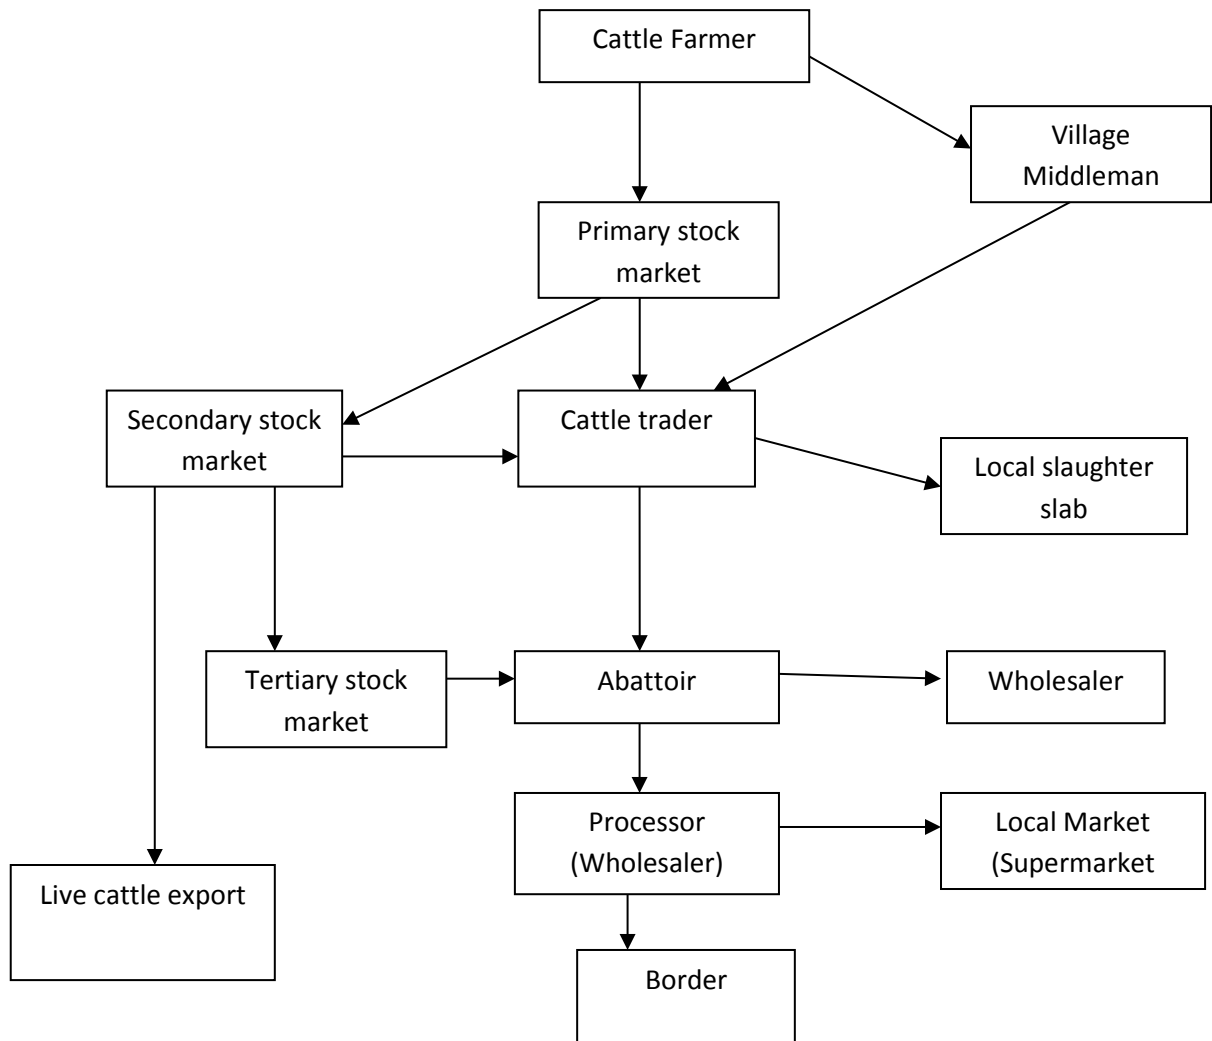 Cattle Farmer
Village
Middleman
Primary stock
market
Secondary stock
market
Cattle trader
Local slaughter
slab
Tertiary stock
market
Abattoir
Wholesaler
Processor
(Wholesaler)
Local Market
(Supermarket
Live cattle export
Border